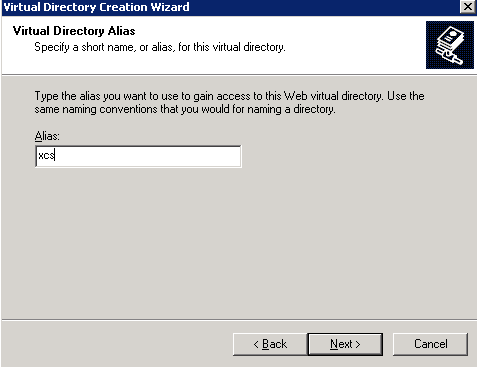 Virtual Directory Creation Wizard
Virtual Directory Alias
Specify a short name, or alias, for this virtual directory.
Type the alias you want to use to gain access to this Web virtual directory. Use the
same naming conventions that you would for naming a directory.
Alias:
xcs
< Back Next > Cancel